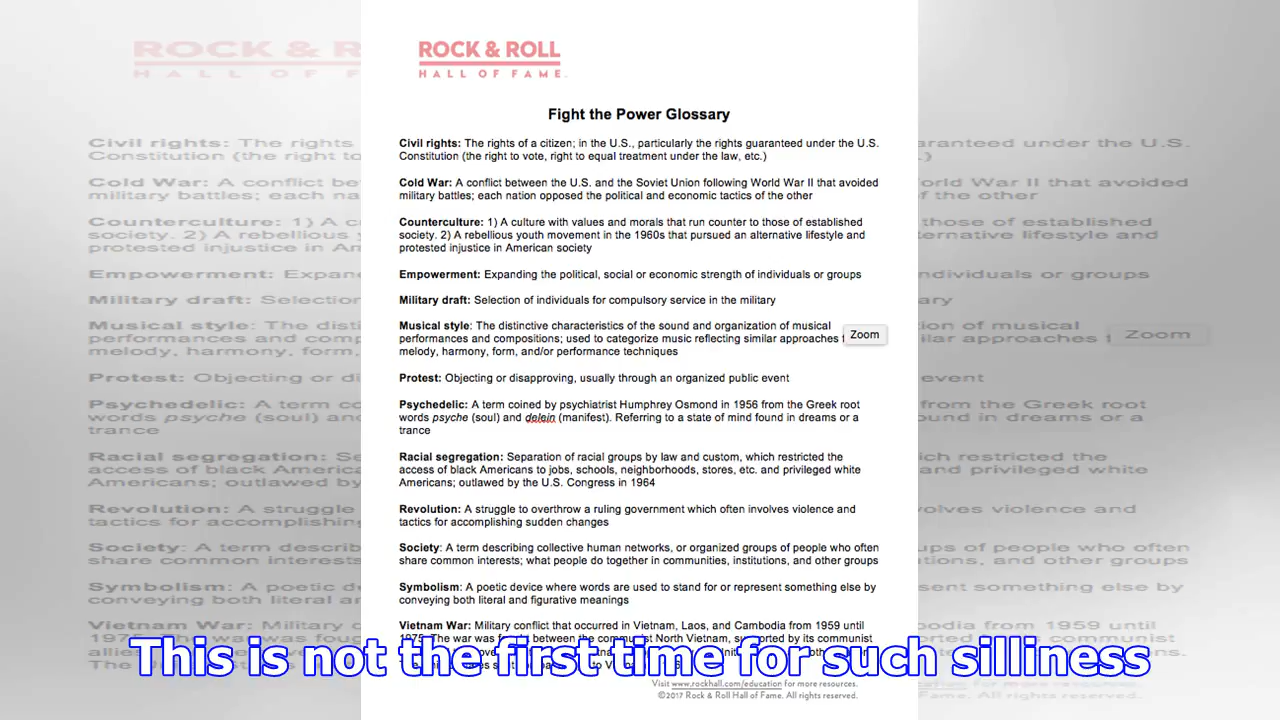 ROCK & ROLL
HALL OF FAME.
Fight the Power Glossary
Civil rights: The rights of a citizen; in the U.S., particularly the rights guaranteed under the U.S.
Constitution (the right to vote, right to equal treatment under the law, etc.)
Cold War: A conflict between the U.S. and the Soviet Union following World War II that avoided
military battles; each nation opposed the political and economic tactics of the other
Counterculture: 1) A culture with values and morals that run counter to those of established
society. 2) A rebellious youth movement in the 1960s that pursued an alternative lifestyle and
protested injustice in American society
Empowerment: Expanding the political, social or economic strength of individuals or groups
Military draft: Selection of individuals for compulsory service in the military
Musical style: The distinctive characteristics of the sound and organization of musical
performances and compositions; used to categorize music reflecting similar approaches
Zoom
melody, harmony, form, and/or performance techniques
Protest: Objecting or disapproving, usually through an organized public event
Psychedelic: A term coined by psychiatrist Humphrey Osmond in 1956 from the Greek root
words psyche (soul) and delein (manifest). Referring to a state of mind found in dreams or a
trance
Racial segregation: Separation of racial groups by law and custom, which restricted the
access of black Americans to jobs, schools, neighborhoods, stores, etc. and privileged white
Americans; outlawed by the U.S. Congress in 1964
Revolution: A struggle to overthrow a ruling government which often involves violence and
tactics for accomplishing sudden changes
Society: A term describing collective human networks, or organized groups of people who often
share common interests; what people do together in communities, institutions, and other groups
Symbolism: A poetic device where words are used to stand for or represent something else by
conveying both literal and figurative meanings
Vietnam War: Military conflict that occurred in Vietnam, Laos, and Cambodia from 1959 until
1975. The war was fought between the communist North Vietnam, supported by its communist
This is not the first time for such silliness
Visit www.rockhall.com/education for more resources.
©2017 Rock & Roll Hall of Fame. All rights reserved.